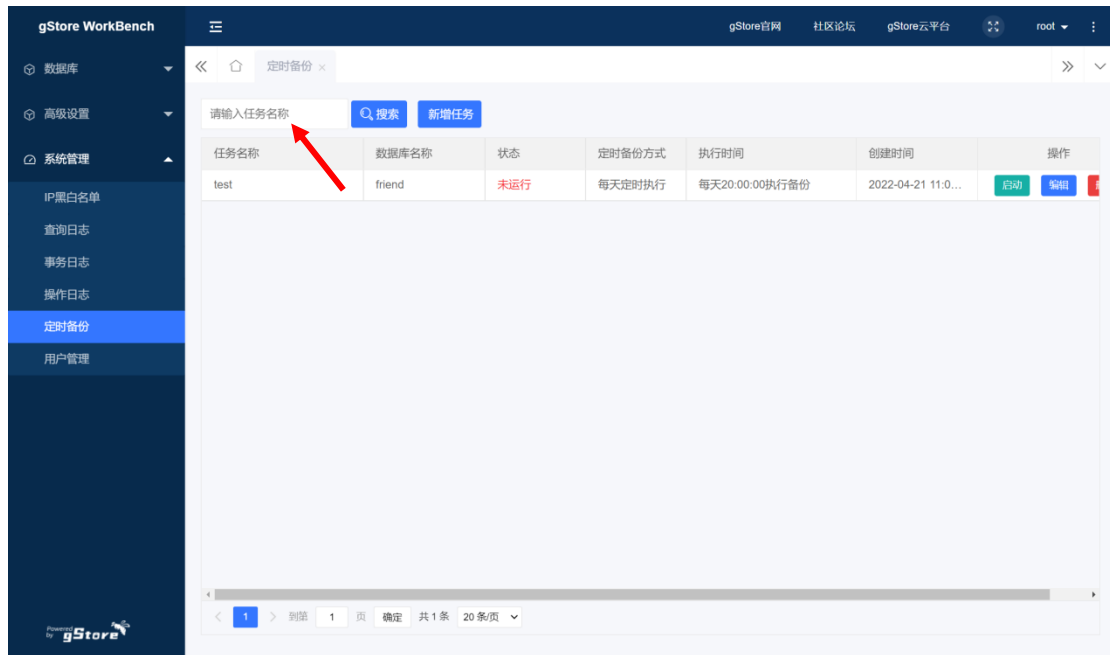 gStore WorkBench
gStore官网 社区论坛 gStore云平台 root
数据库
高级设置
系统管理
IP黑白名单
查询日志
事务日志
操作日志
定时备份
用户管理
Powered by gStore
定时备份 ×
请输入任务名称 搜索 新增任务
任务名称 数据库名称 状态 定时备份方式 执行时间 创建时间 操作
test friend 未运行 每天定时执行 每天20:00:00执行备份 2022-04-21 11:0... 启动 编辑
1 到第 1 页 确定 共 1 条 20 条/页